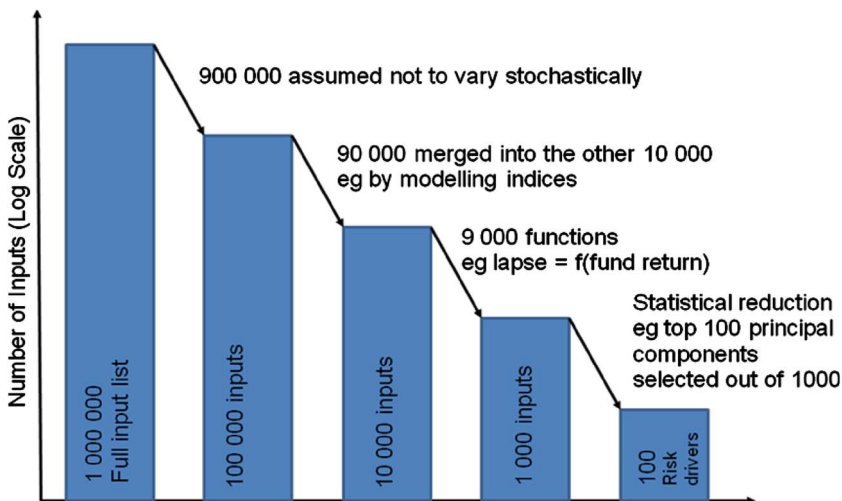 Number of Inputs (Log Scale)
1 000 000
Full input list
900 000 assumed not to vary stochastically
100 000 inputs
90 000 merged into the other 10 000
eg by modelling indices
10 000 inputs
9 000 functions
eg lapse = f(fund return)
1 000 inputs
Statistical reduction
eg top 100 principal
components
selected out of 1000
100
Risk
drivers